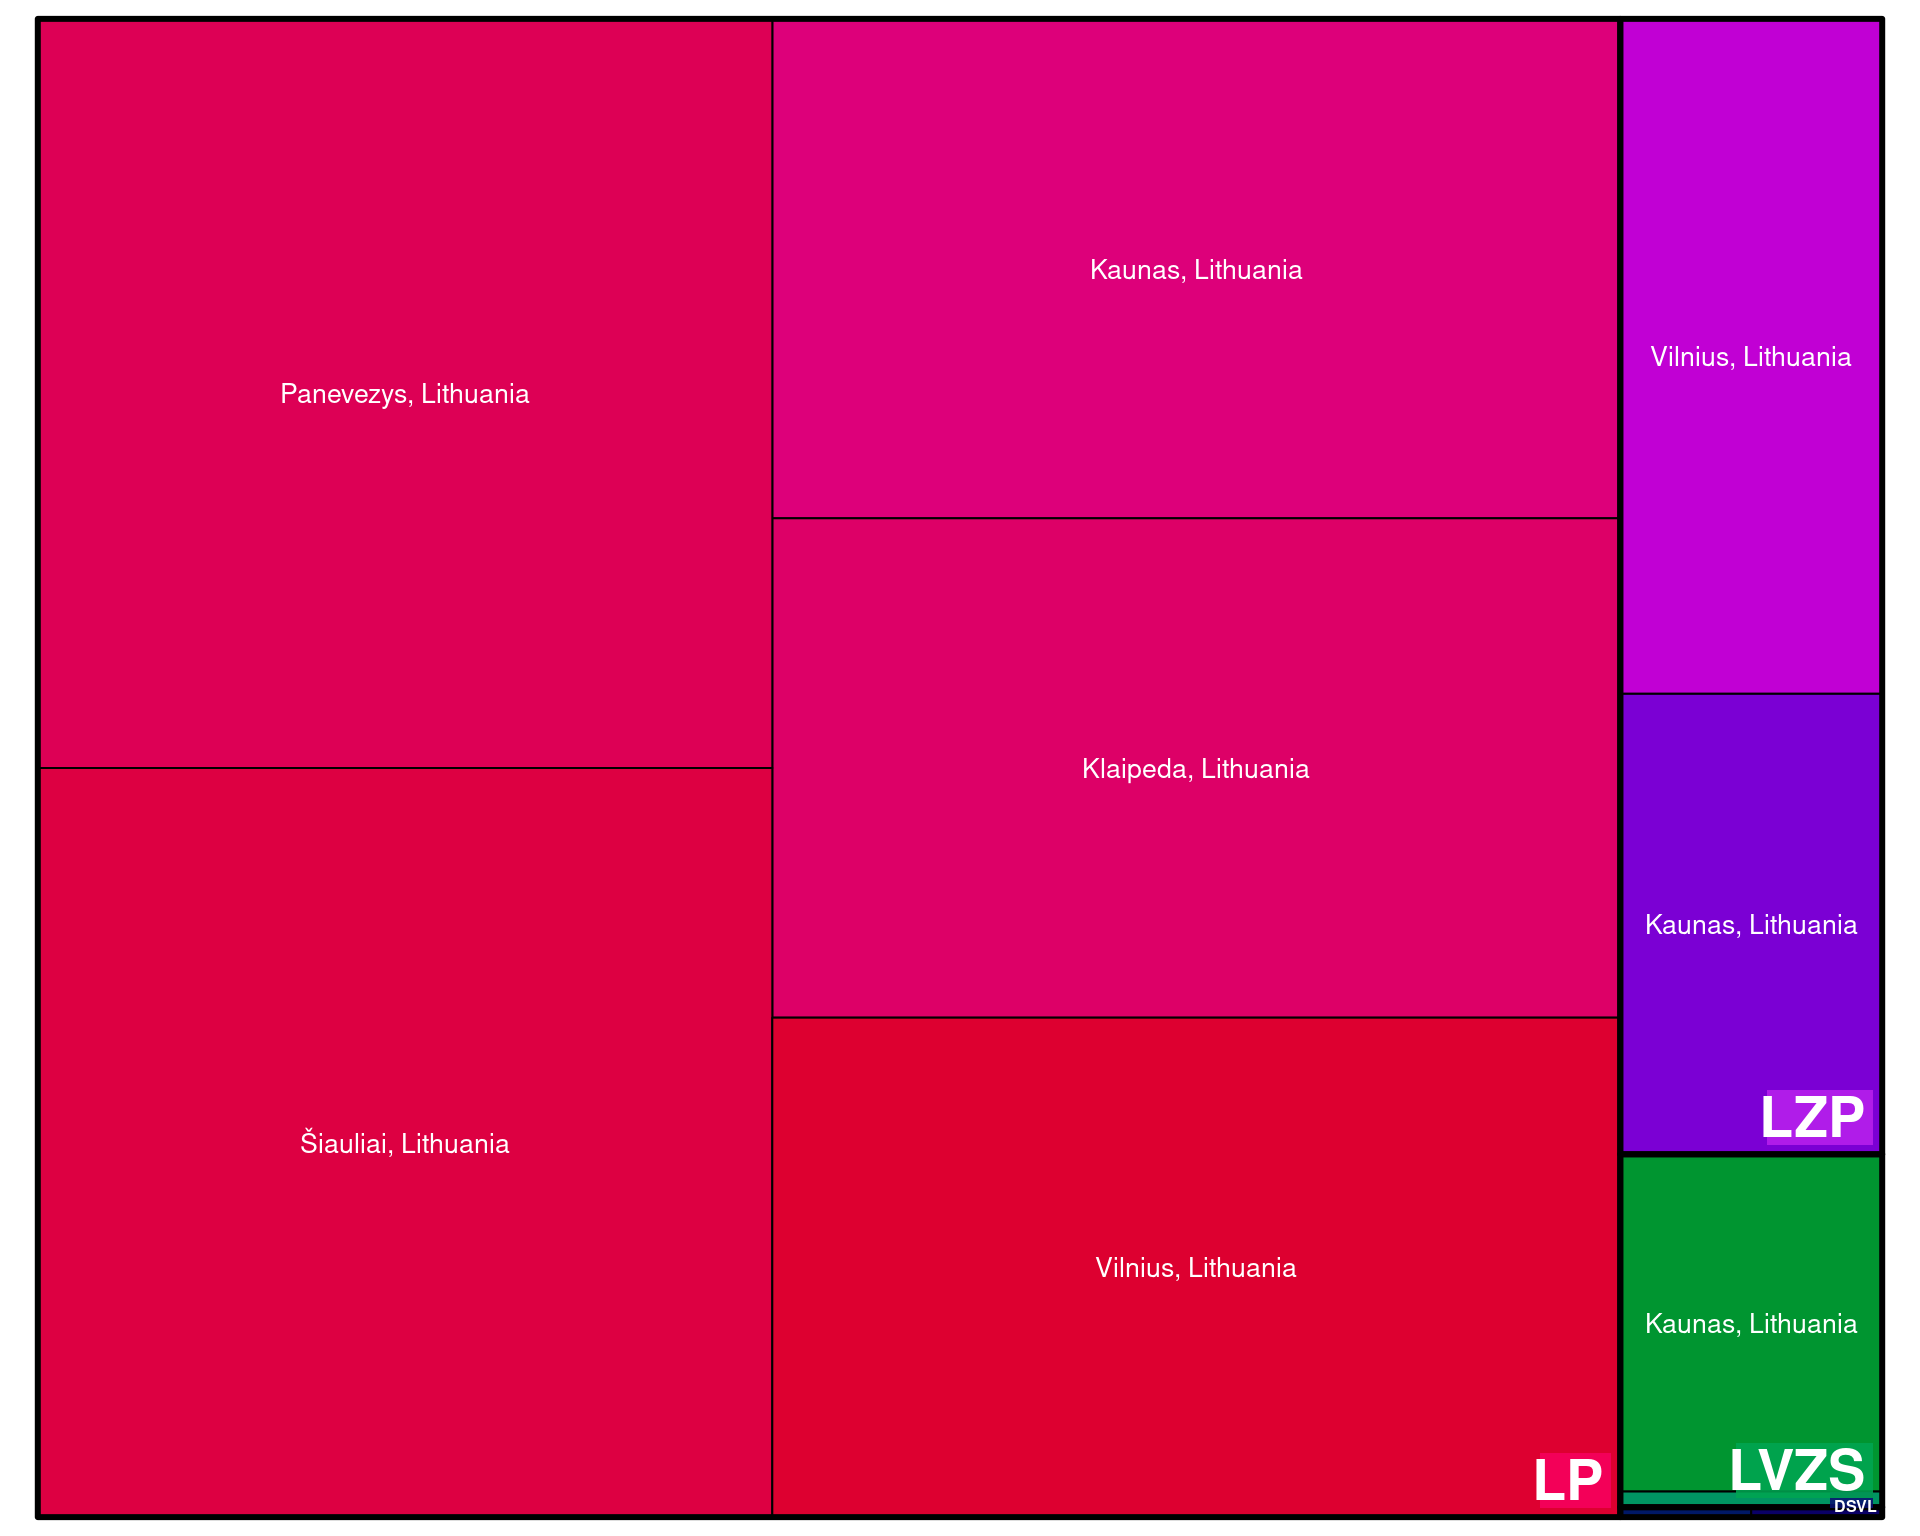 Panevezys, Lithuania
Šiauliai, Lithuania
Kaunas, Lithuania
Klaipeda, Lithuania
Vilnius, Lithuania
LP
Vilnius, Lithuania
Kaunas, Lithuania
LZP
Kaunas, Lithuania
LVZS
DSVL